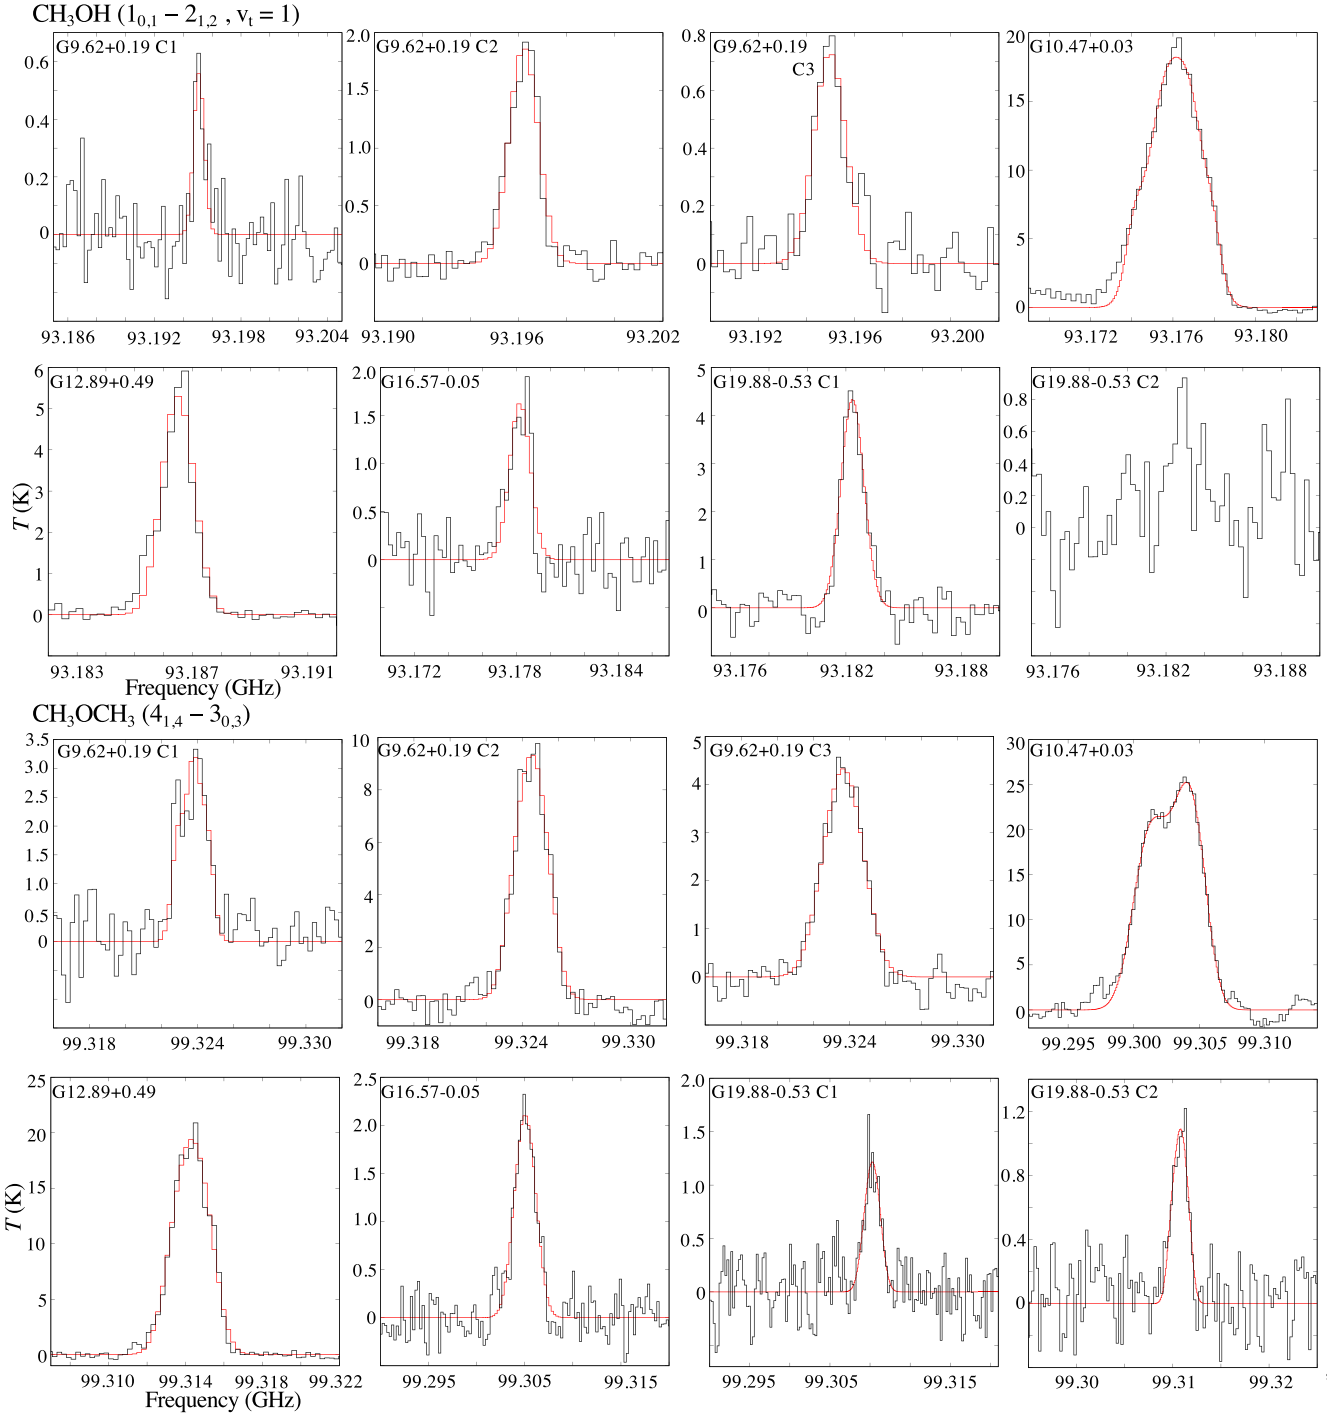 CH₃OH (1₀,₁ − 2₁,₂ , vₜ = 1)
G9.62+0.19 C1
0.6
0.4
0.2
0
93.186 93.192 93.198 93.204
G9.62+0.19 C2
2.0
1.5
1.0
0.5
0
93.190 93.196 93.202
G9.62+0.19
C3
0.8
0.6
0.4
0.2
0
93.192 93.196 93.200
G10.47+0.03
20
15
10
5
0
93.172 93.176 93.180
G12.89+0.49
6
5
4
3
2
1
0
T (K)
93.183 93.187 93.191
Frequency (GHz)
G16.57-0.05
2.0
1.5
1.0
0.5
0
93.172 93.178 93.184
G19.88-0.53 C1
5
4
3
2
1
0
93.176 93.182 93.188
G19.88-0.53 C2
0.8
0.6
0.4
0.2
0
93.176 93.182 93.188
CH₃OCH₃ (4₁,₄ − 3₀,₃)
G9.62+0.19 C1
3.5
3.0
2.5
2.0
1.5
1.0
0.5
0
99.318 99.324 99.330
G9.62+0.19 C2
10
8
6
4
2
0
99.318 99.324 99.330
G9.62+0.19 C3
5
4
3
2
1
0
99.318 99.324 99.330
G10.47+0.03
30
25
20
15
10
5
0
99.295 99.300 99.305 99.310
G12.89+0.49
25
20
15
10
5
0
T (K)
99.310 99.314 99.318 99.322
Frequency (GHz)
G16.57-0.05
2.5
2.0
1.5
1.0
0.5
0
99.295 99.305 99.315
G19.88-0.53 C1
2.0
1.5
1.0
0.5
0
99.295 99.305 99.315
G19.88-0.53 C2
1.2
0.8
0.4
0
99.30 99.31 99.32